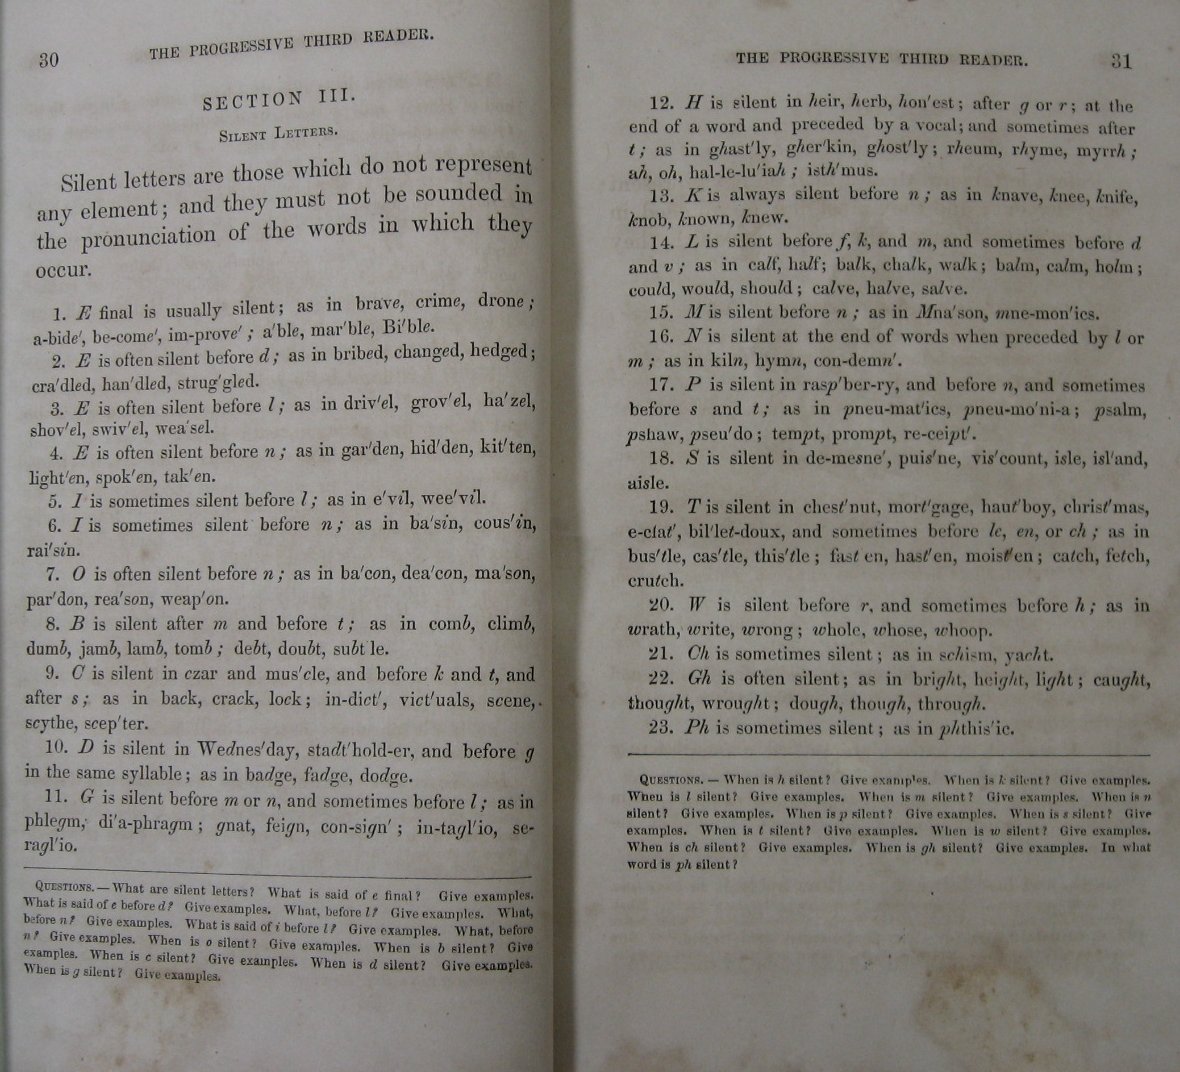 30
THE PROGRESSIVE THIRD READER.
SECTION III.
SILENT LETTERS.
Silent letters are those which do not represent
any element; and they must not be sounded in
the pronunciation of the words in which they
occur.
1. E final is usually silent; as in brave, crime, drone;
a-bide', be-come', im-prove'; a'ble, mar'ble, Bi'ble.
2. E is often silent before d; as in bribed, changed, hedged;
cra'dled, han'dled, strug'gled.
3. E is often silent before l; as in driv'el, grov'el, ha'zel,
shov'el, swiv'el, wea'sel.
4. E is often silent before n; as in gar'den, hid'den, kit'ten,
light'en, spok'en, tak'en.
5. I is sometimes silent before l; as in e'vil, wee'vil.
6. I is sometimes silent before n; as in ba'sin, cous'in,
rai'sin.
7. O is often silent before n; as in ba'con, dea'con, ma'son,
par'don, rea'son, weap'on.
8. B is silent after m and before t; as in comb, climb,
dumb, jamb, lamb, tomb; debt, doubt, subt le.
9. C is silent in czar and mus'cle, and before k and t, and
after s; as in back, crack, lock; in-dict', vict'uals, scene,
scythe, scep'ter.
10. D is silent in Wednes'day, stadt'hold-er, and before g
in the same syllable; as in badge, fadge, dodge.
11. G is silent before m or n, and sometimes before l; as in
phlegm, di'a-phragm; gnat, feign, con-sign'; in-tagl'io, se-
ragl'io.
QUESTIONS.—What are silent letters? What is said of e final? Give examples.
What is said of e before d? Give examples. What, before l? Give examples. What,
before n? Give examples. What is said of i before l? Give examples. What, before
n? Give examples. When is o silent? Give examples. When is b silent? Give
examples. When is c silent? Give examples. When is d silent? Give examples.
When is g silent? Give examples.
THE PROGRESSIVE THIRD READER.
31
12. H is silent in heir, herb, hon'est; after g or r; at the
end of a word and preceded by a vocal; and sometimes after
t; as in ghast'ly, gher'kin, ghost'ly; rheum, rhyme, myrrh;
ah, oh, hal-le-lu'iah; isth'mus.
13. K is always silent before n; as in knave, knee, knife,
knob, known, knew.
14. L is silent before f, k, and m, and sometimes before d
and v; as in calf, half; balk, chalk, walk; balm, calm, holm;
could, would, should; calve, halve, salve.
15. M is silent before n; as in Mna'son, mne-mon'ics.
16. N is silent at the end of words when preceded by l or
m; as in kiln, hymn, con-demn'.
17. P is silent in rasp'ber-ry, and before n, and sometimes
before s and t; as in pneu-mat'ics, pneu-mo'ni-a; psalm,
pshaw, pseu'do; tempt, prompt, re-ceipt'.
18. S is silent in de-mesne', puis'ne, vis'count, isle, isl'and,
aisle.
19. T is silent in chest'nut, mort'gage, haut'boy, christ'mas,
e-clat', bil'let-doux, and sometimes before le, en, or ch; as in
bus'tle, cas'tle, this'tle; fast en, hast'en, moist'en; catch, fetch,
crutch.
20. W is silent before r, and sometimes before h; as in
wrath, write, wrong; whole, whose, whoop.
21. Ch is sometimes silent; as in schism, yacht.
22. Gh is often silent; as in bright, height, light; caught,
thought, wrought; dough, though, through.
23. Ph is sometimes silent; as in phthis'ic.
QUESTIONS.—When is h silent? Give examples. When is k silent? Give examples.
When is l silent? Give examples. When is m silent? Give examples. When is n
silent? Give examples. When is p silent? Give examples. When is s silent? Give
examples. When is t silent? Give examples. When is w silent? Give examples.
When is ch silent? Give examples. When is gh silent? Give examples. In what
word is ph silent?